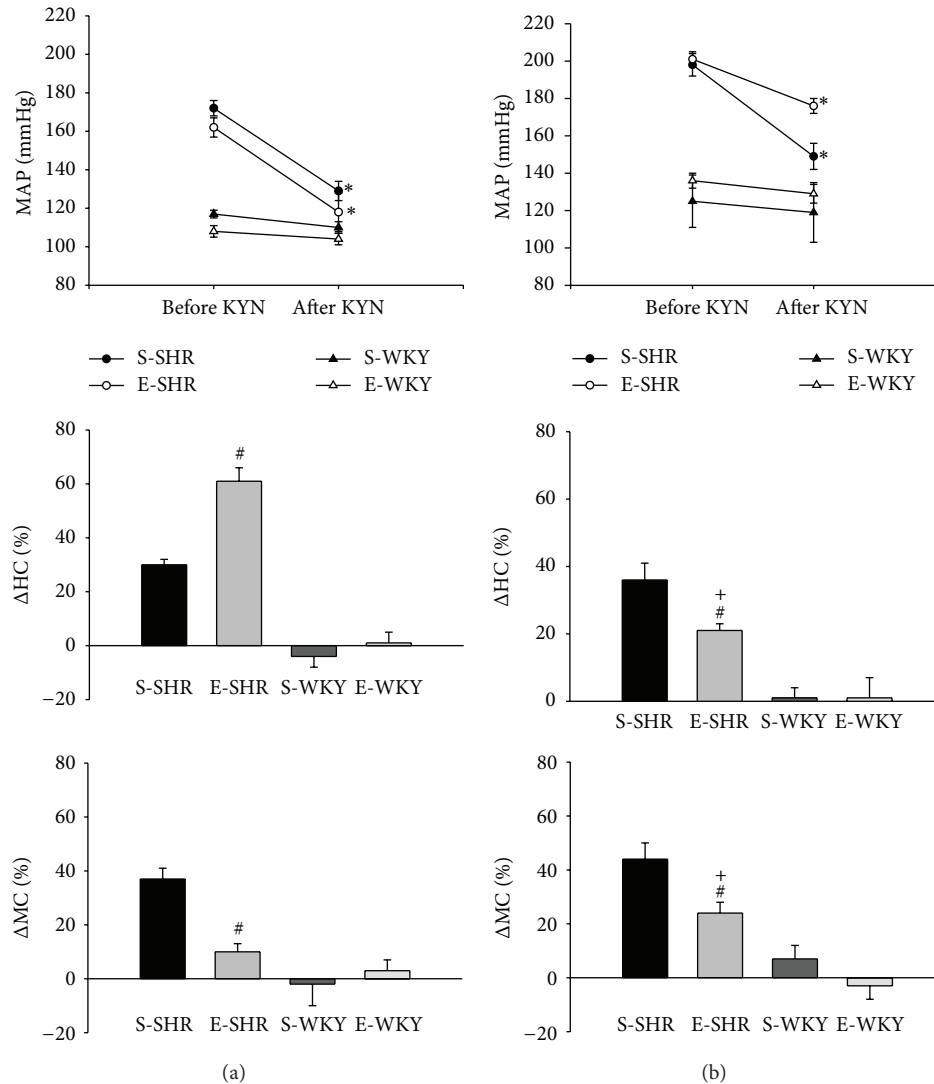 220
200
180
160
140
120
100
80
MAP (mmHg)
*
*
Before KYN After KYN
S-SHR S-WKY
E-SHR E-WKY
220
200
180
160
140
120
100
80
MAP (mmHg)
*
*
Before KYN After KYN
S-SHR S-WKY
E-SHR E-WKY
80
60
40
20
0
−20
ΔHC (%)
#
S-SHR E-SHR S-WKY E-WKY
80
60
40
20
0
ΔHC (%)
+
#
S-SHR E-SHR S-WKY E-WKY
80
60
40
20
0
−20
ΔMC (%)
#
S-SHR E-SHR S-WKY E-WKY
(a)
80
60
40
20
0
−20
ΔMC (%)
+
#
S-SHR E-SHR S-WKY E-WKY
(b)